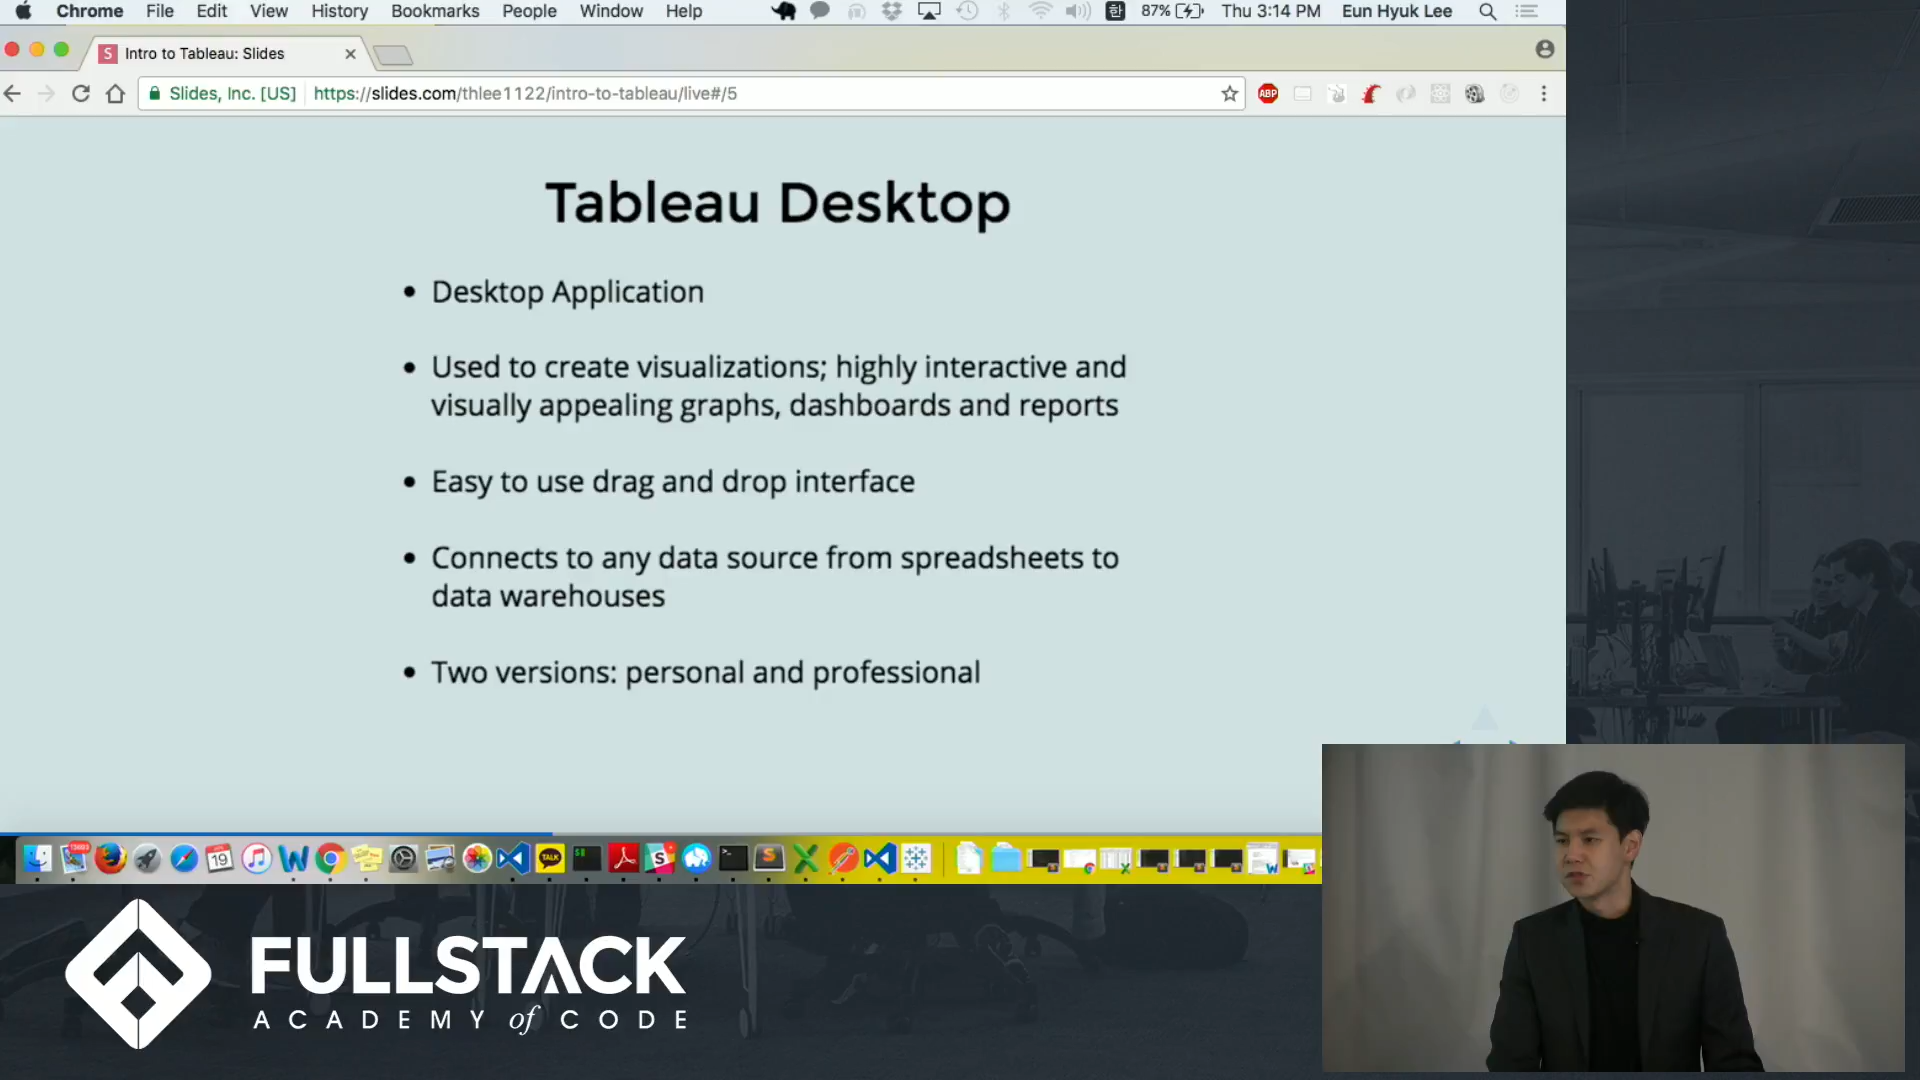 Chrome File Edit View History Bookmarks People Window Help 한 87% Thu 3:14 PM Eun Hyuk Lee
S Intro to Tableau: Slides
Slides, Inc. [US] https://slides.com/thlee1122/intro-to-tableau/live#/5 ABP
Tableau Desktop
• Desktop Application
• Used to create visualizations; highly interactive and
visually appealing graphs, dashboards and reports
• Easy to use drag and drop interface
• Connects to any data source from spreadsheets to
data warehouses
• Two versions: personal and professional
19
TALK
FULLSTACK
ACADEMY of CODE